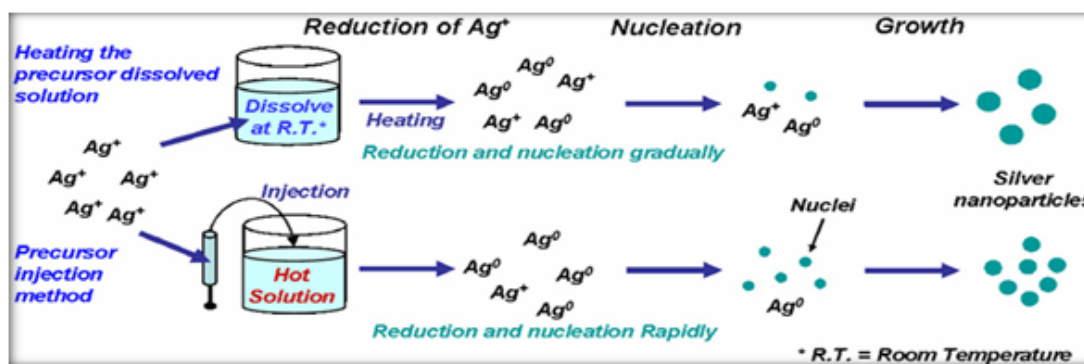 Reduction of Ag⁺
Nucleation
Growth
Heating the
precursor dissolved
solution
Dissolve
at R.T.*
Heating
Ag⁰
Ag⁰
Ag⁺
Ag⁺
Ag⁰
Ag⁺
Ag⁰
Reduction and nucleation gradually
Ag⁺
Ag⁺
Ag⁺
Ag⁺
Ag⁺
Silver
nanoparticles
Precursor
injection
method
Injection
Hot
Solution
Ag⁰
Ag⁰
Ag⁰
Ag⁺
Ag⁰
Nuclei
Ag⁰
Reduction and nucleation Rapidly
* R.T. = Room Temperature